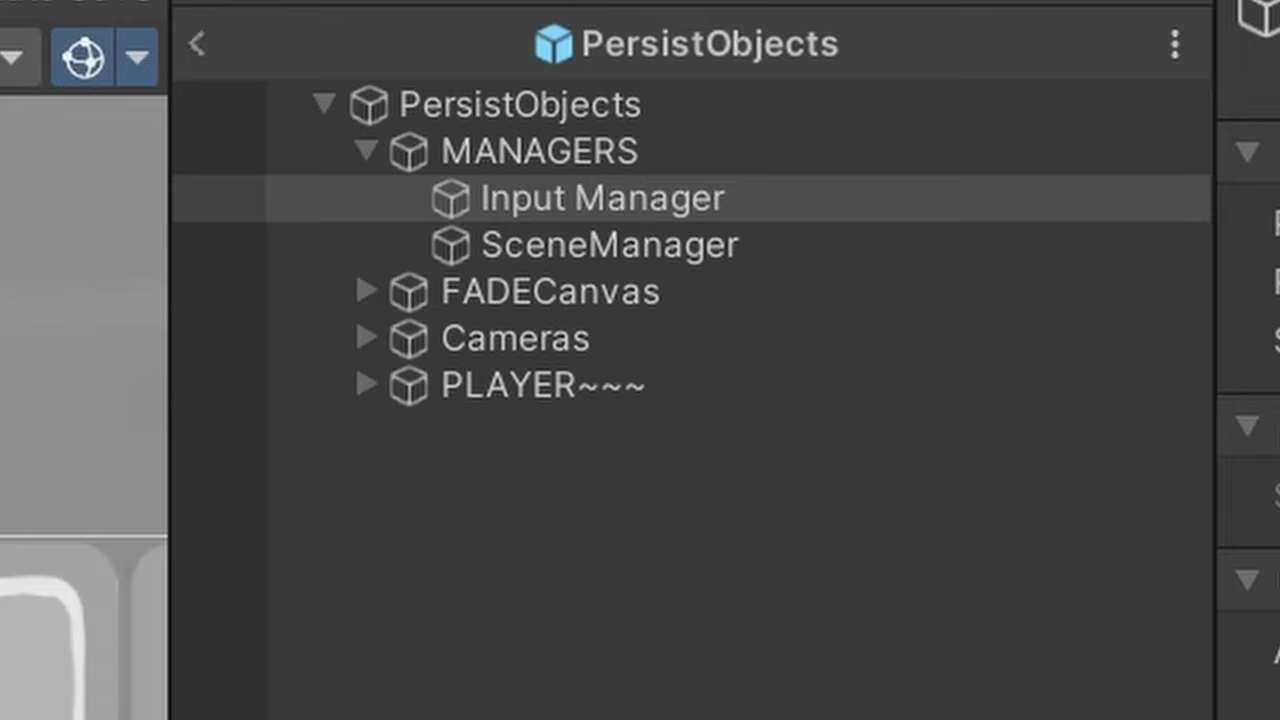 PersistObjects
PersistObjects
MANAGERS
Input Manager
SceneManager
FADECanvas
Cameras
PLAYER~~~